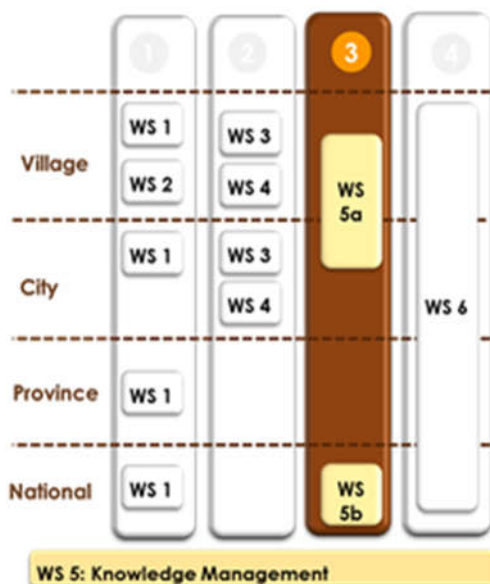 1 2 3 4
WS 1
WS 3
Village
WS 2
WS 4
WS
5a
WS 1
WS 3
City
WS 4
WS 6
Province
WS 1
National
WS 1
WS
5b
WS 5: Knowledge Management